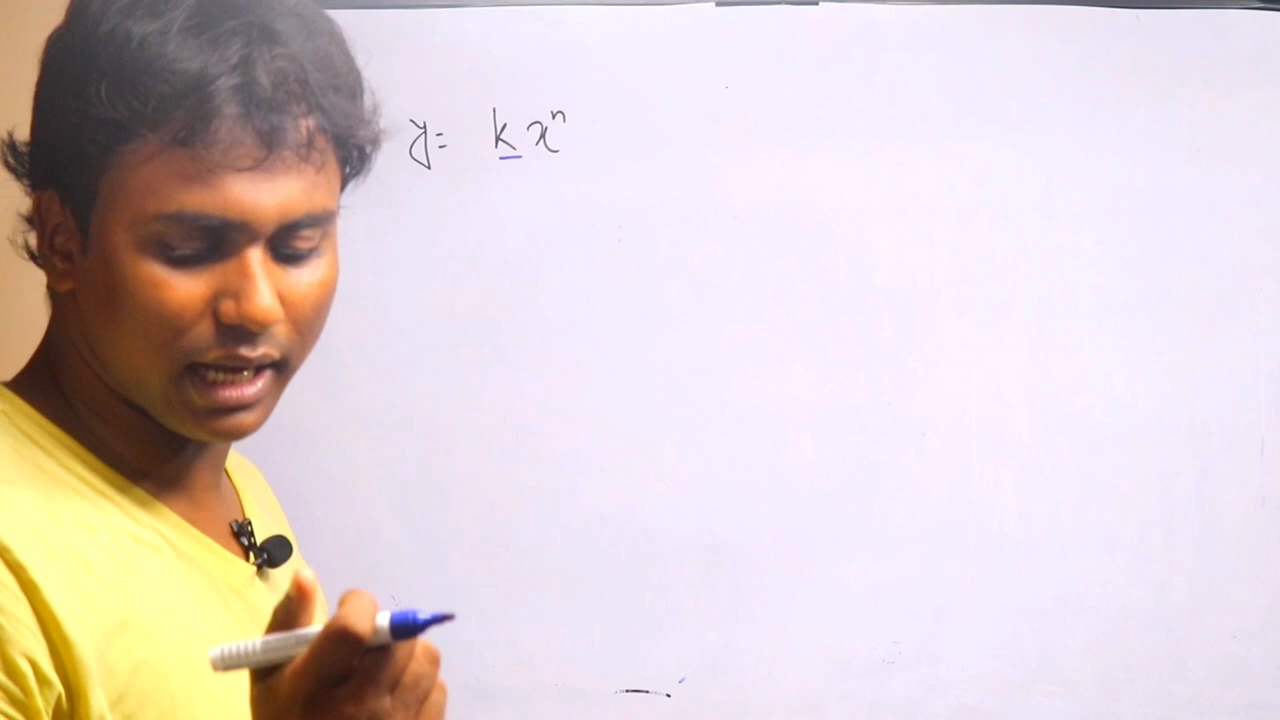 y= kxⁿ